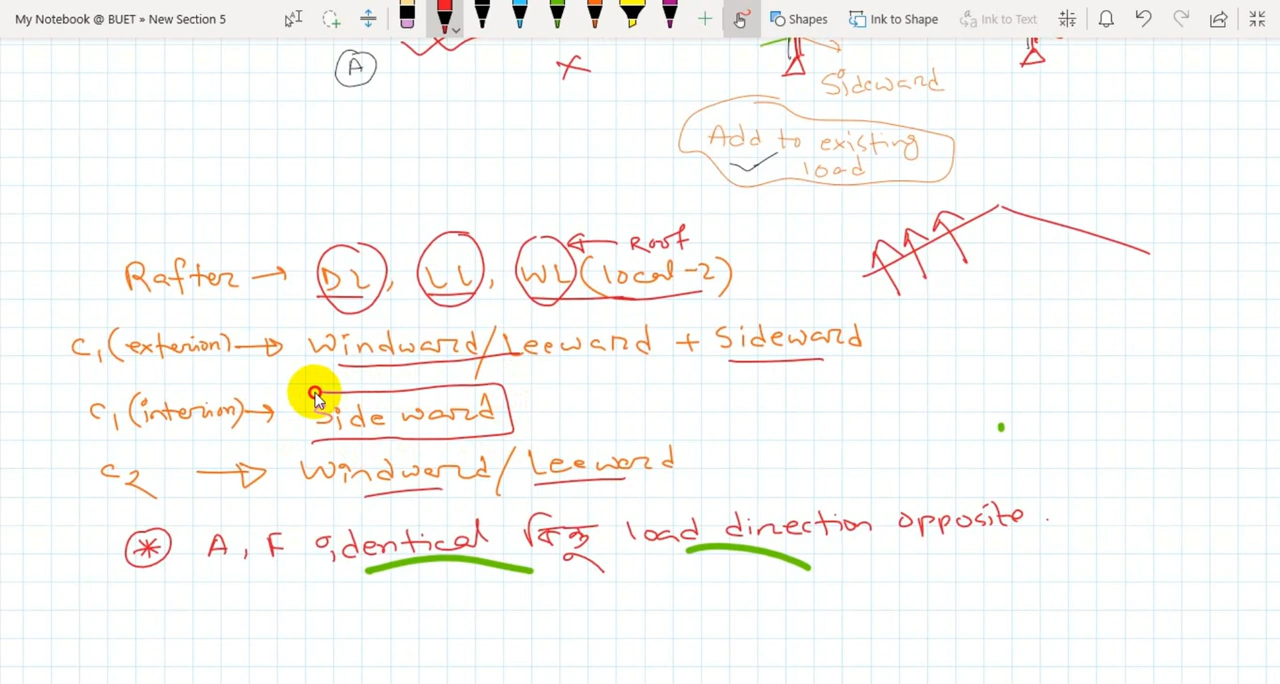 My Notebook @ BUET » New Section 5
Shapes
Ink to Shape
Ink to Text
A
Sideward
Add to existing
load
Roof
Rafter → DL, LL, WL (local-2)
C1 (exterior) → Windward/Leeward + Sideward
C1 (interior) → Sideward
C2 → Windward/Leeward
* A, F identical কিন্তু load direction opposite.